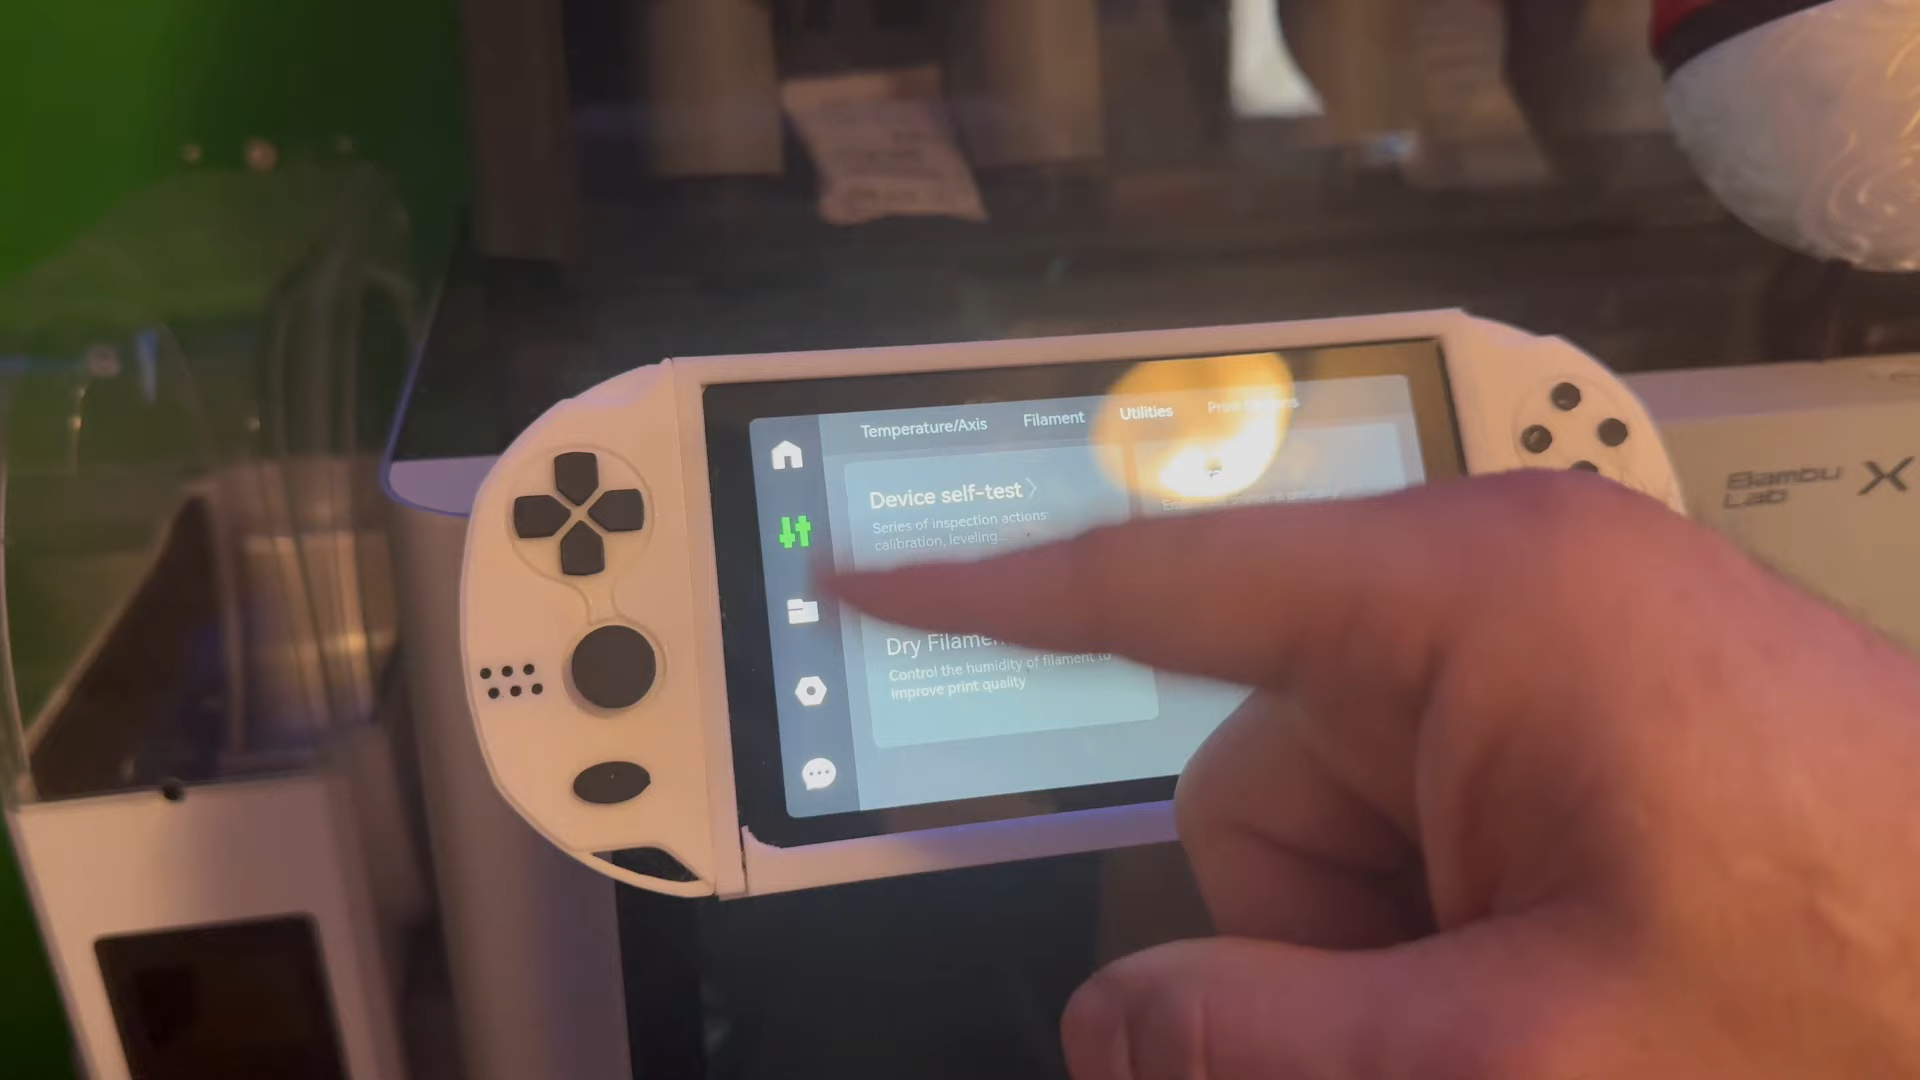 Temperature/Axis Filament Utilities
Device self-test
Series of inspection actions:
calibration, leveling...
Dry Filame
Control the humidity of filament to
improve print quality
Bambu
Lab X